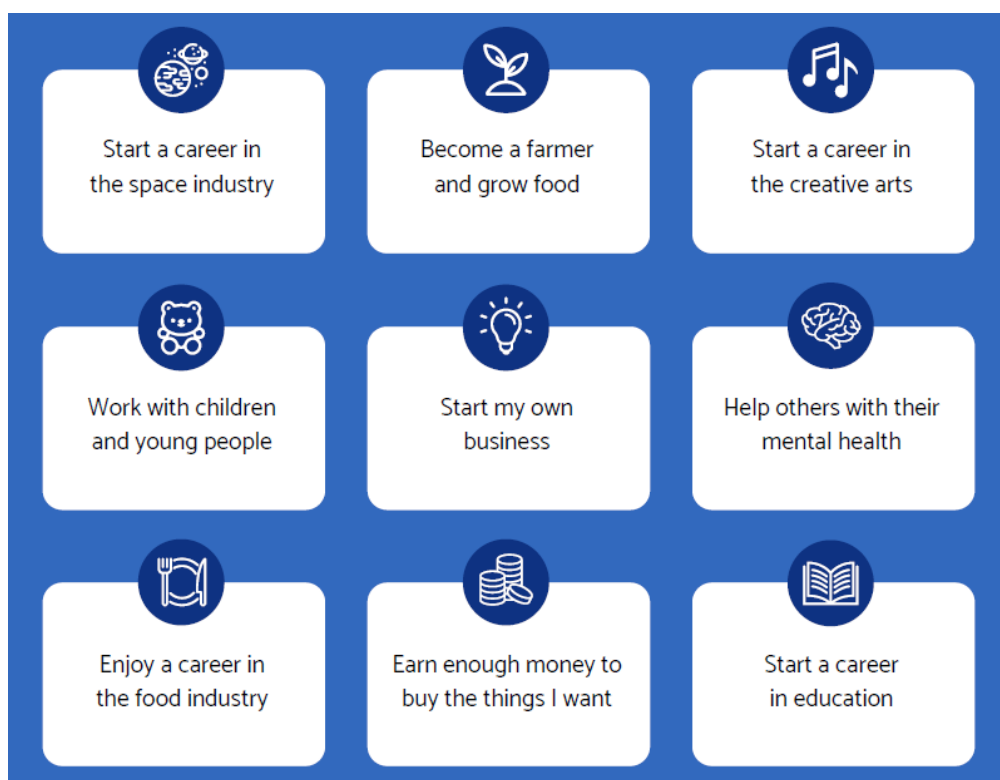 Start a career in
the space industry
Become a farmer
and grow food
Start a career in
the creative arts
Work with children
and young people
Start my own
business
Help others with their
mental health
Enjoy a career in
the food industry
Earn enough money to
buy the things I want
Start a career
in education